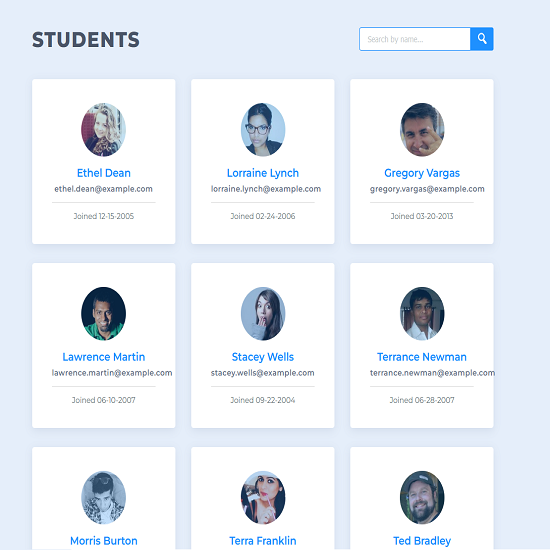 STUDENTS
Search by name...
Ethel Dean
ethel.dean@example.com
Joined 12-15-2005
Lorraine Lynch
lorraine.lynch@example.com
Joined 02-24-2006
Gregory Vargas
gregory.vargas@example.com
Joined 03-20-2013
Lawrence Martin
lawrence.martin@example.com
Joined 06-10-2007
Stacey Wells
stacey.wells@example.com
Joined 09-22-2004
Terrance Newman
terrance.newman@example.com
Joined 06-28-2007
Morris Burton
Terra Franklin
Ted Bradley